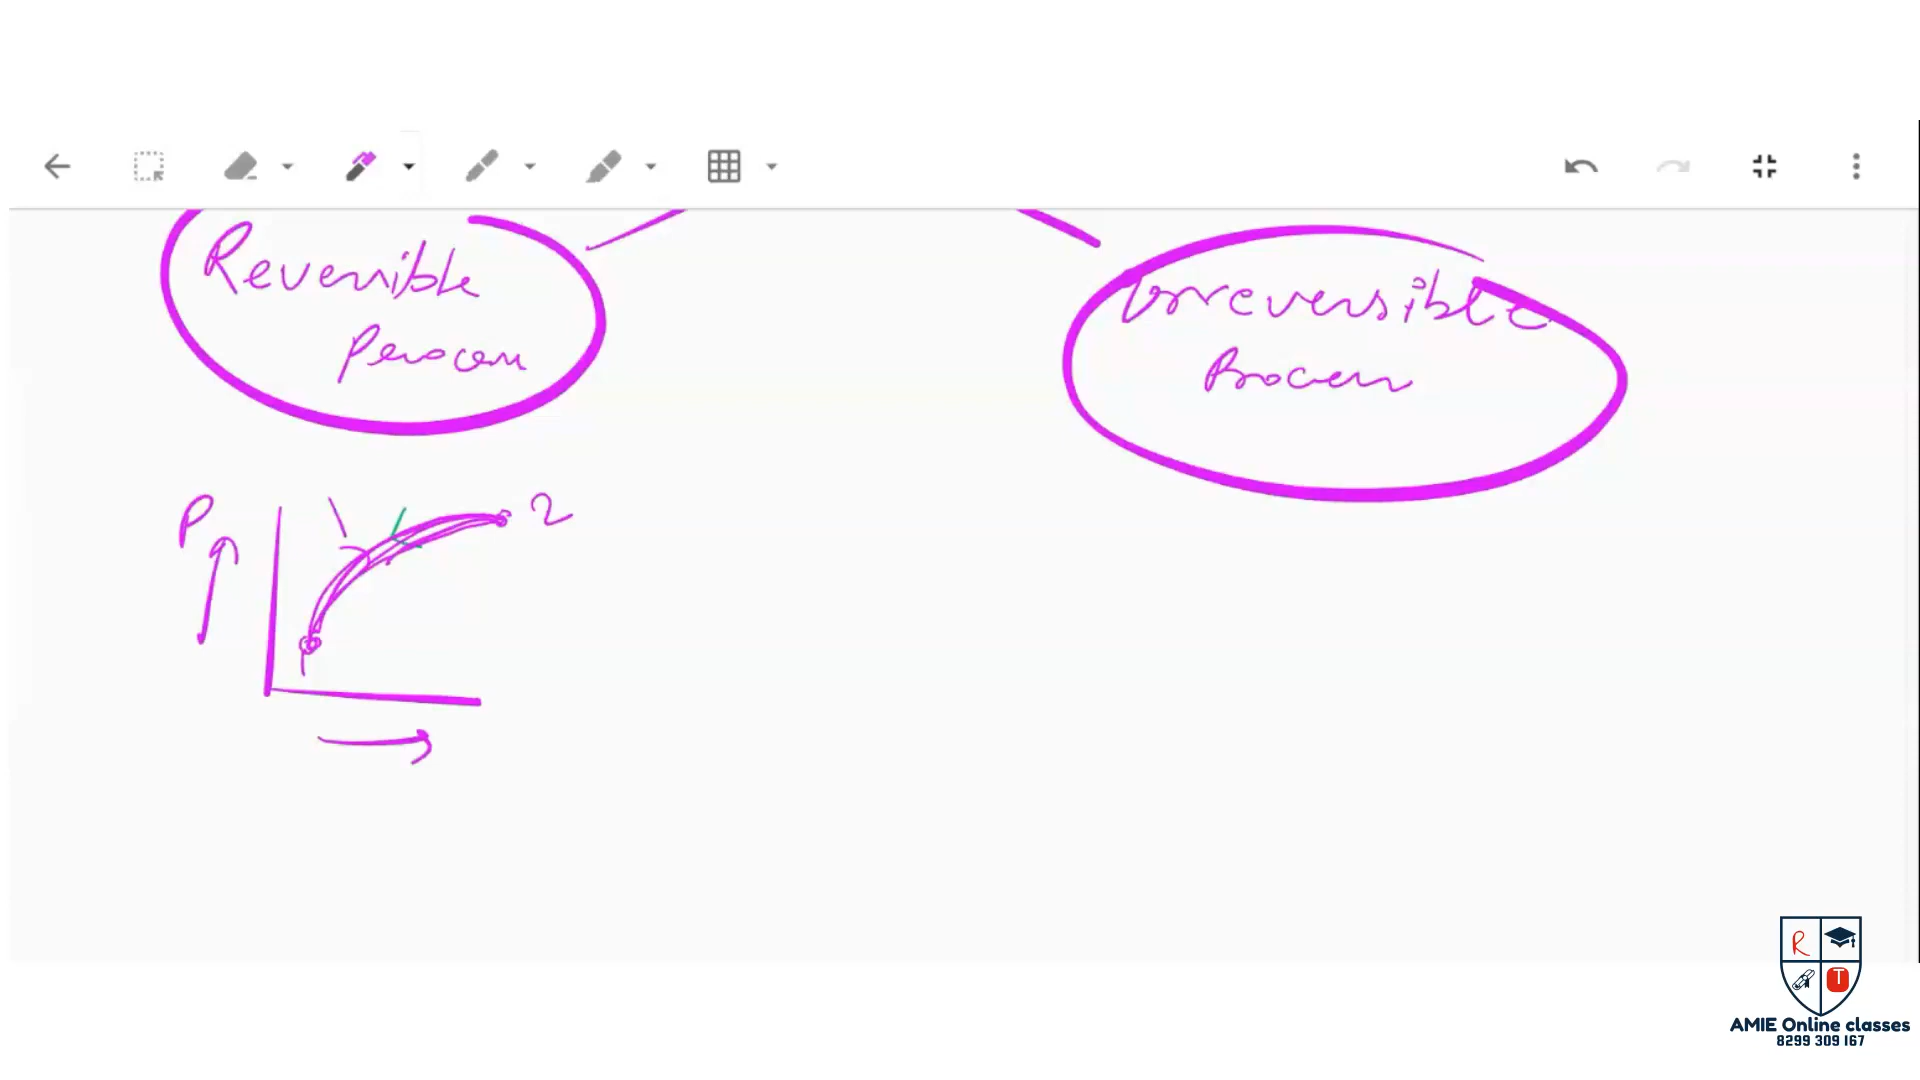 Reversible
Process
Irreversible
Process
P
2
1
R
T
AMIE Online classes
8299 309 167